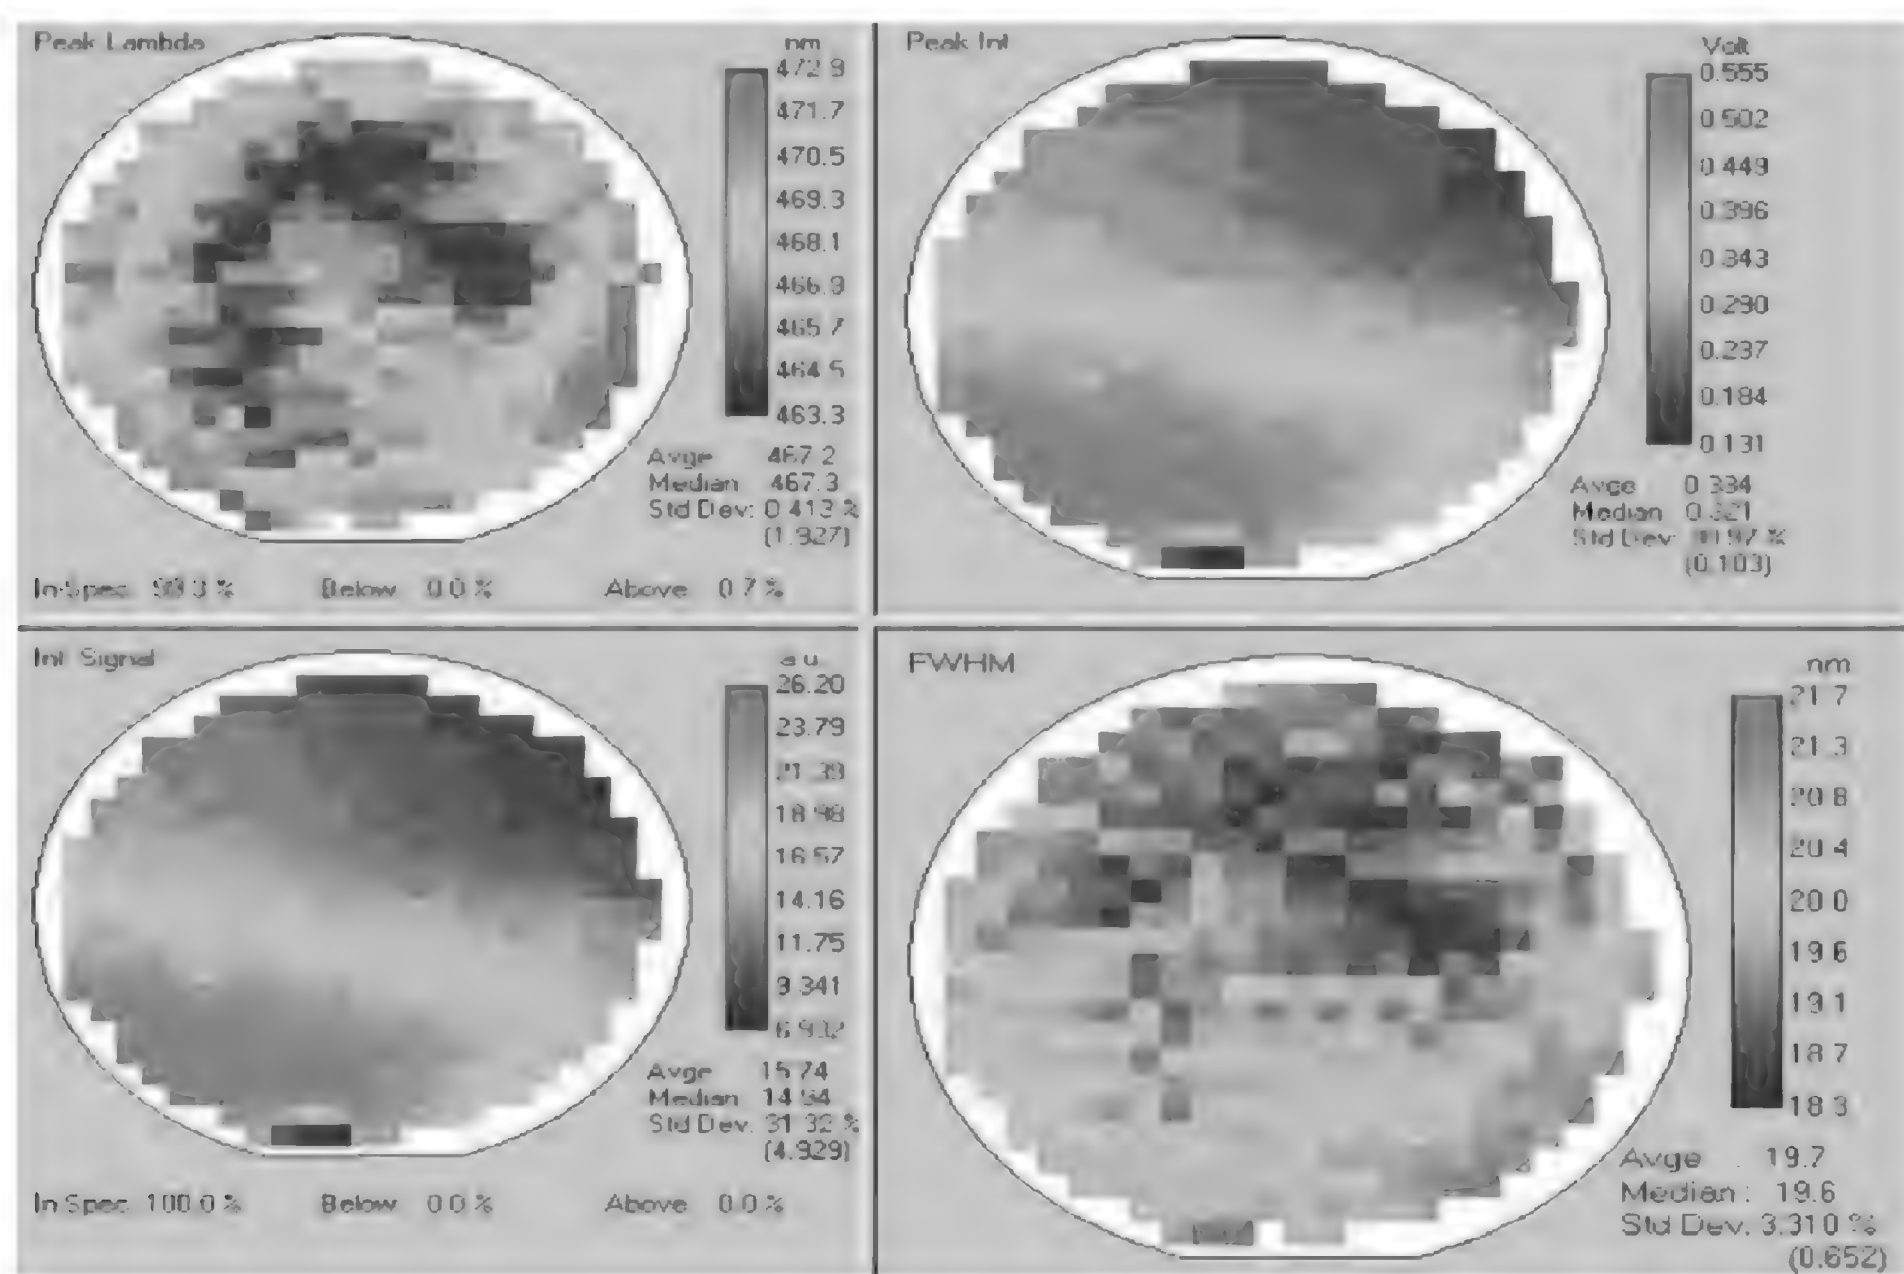 Peak Lambda
nm
472.9
471.7
470.5
469.3
468.1
466.9
465.7
464.5
463.3
Avge 467.2
Median 467.3
Std Dev: 0.413 %
(1.927)
In-Spec 99.3 % Below 0.0 % Above 0.7 %
Peak Int
Volt
0.555
0.502
0.449
0.396
0.343
0.290
0.237
0.184
0.131
Avge 0.334
Median 0.321
Std Dev: %
(0.103)
Int. Signal
a.u.
26.20
23.79
21.39
18.98
16.57
14.16
11.75
9.341
6.932
Avge 15.74
Median 14.94
Std Dev. 31.32 %
(4.929)
In Spec 100.0 % Below 0.0 % Above 0.0 %
FWHM
nm
21.7
21.3
20.8
20.4
20.0
19.6
19.1
18.7
18.3
Avge : 19.7
Median : 19.6
Std Dev. 3.310 %
(0.652)